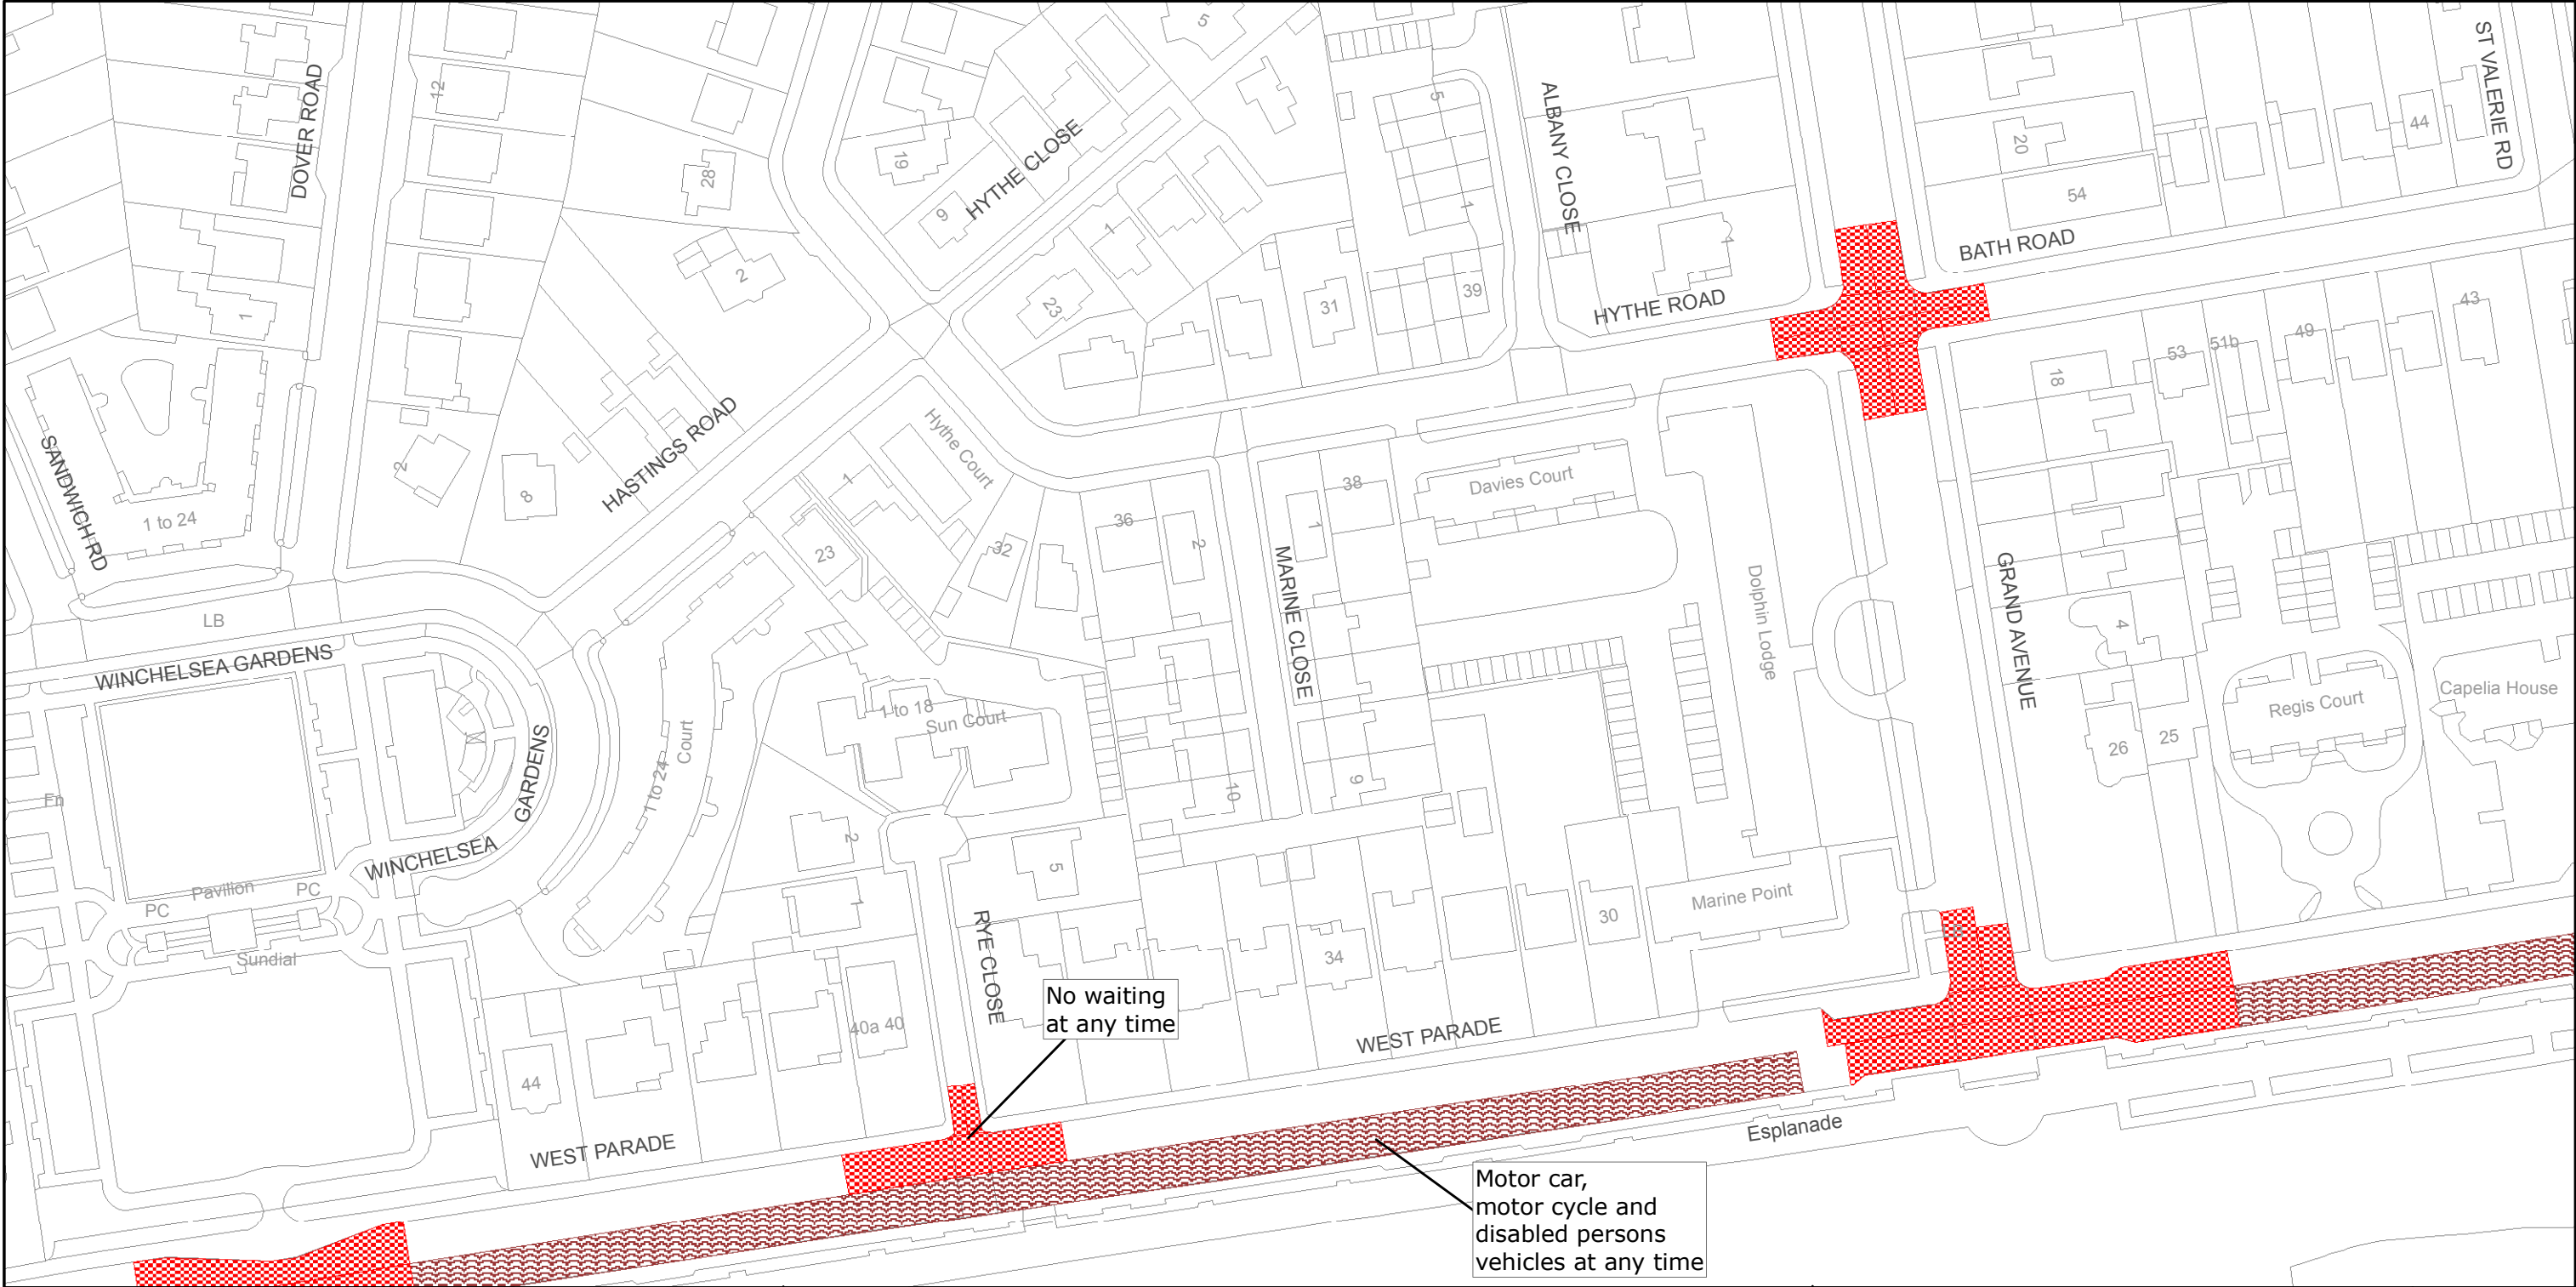 5
ST VALERIE RD
DOVER ROAD
12
28
19
9
HYTHE CLOSE
5
1
ALBANY CLOSE
20
44
54
BATH ROAD
1
2
1
23
31
39
1
HYTHE ROAD
43
49
51b
53
18
SANDWICH RD
1 to 24
2
8
HASTINGS ROAD
1
Hythe Court
23
32
36
2
1
38
Davies Court
MARINE CLOSE
Dolphin Lodge
GRAND AVENUE
4
LB
WINCHELSEA GARDENS
WINCHELSEA
GARDENS
1 to 24
Court
1 to 18
Sun Court
10
9
26
25
Regis Court
Capelia House
Fn
Pavilion
PC
PC
Sundial
2
1
5
RYE CLOSE
34
30
Marine Point
40a 40
44
No waiting
at any time
WEST PARADE
WEST PARADE
Esplanade
Motor car,
motor cycle and
disabled persons
vehicles at any time